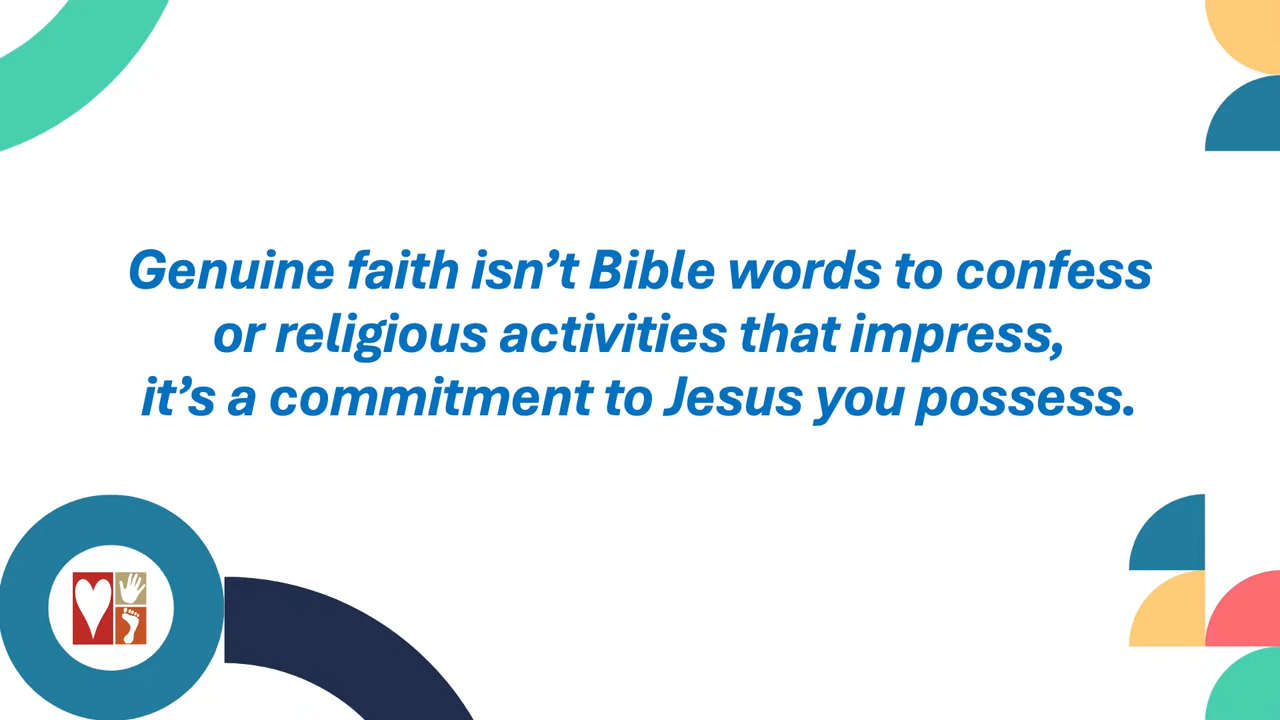 Genuine faith isn’t Bible words to confess
or religious activities that impress,
it’s a commitment to Jesus you possess.